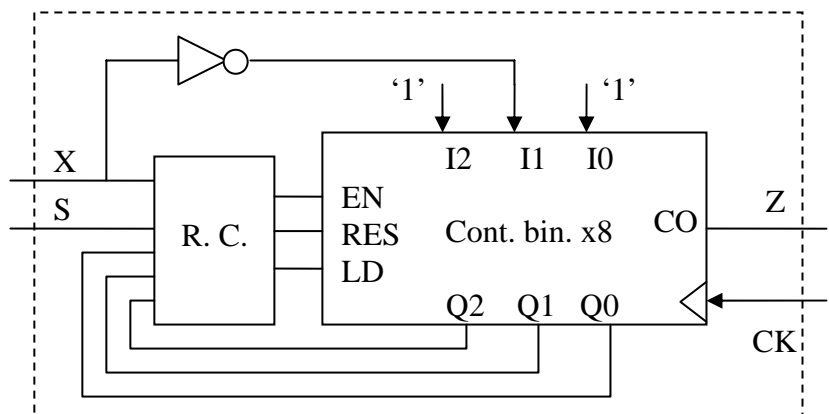 ‘1’ ‘1’
X
I2 I1 I0
S
EN
R. C.
RES
Cont. bin. x8
CO
Z
LD
Q2 Q1 Q0
CK